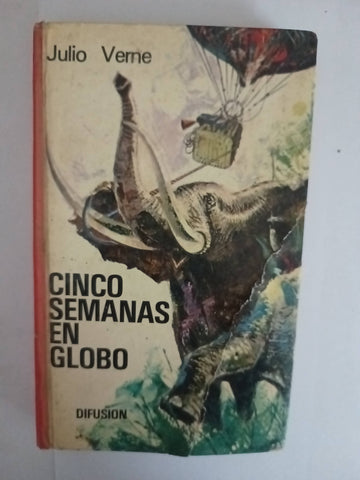 Julio Verne
CINCO
SEMANAS
EN
GLOBO
DIFUSION